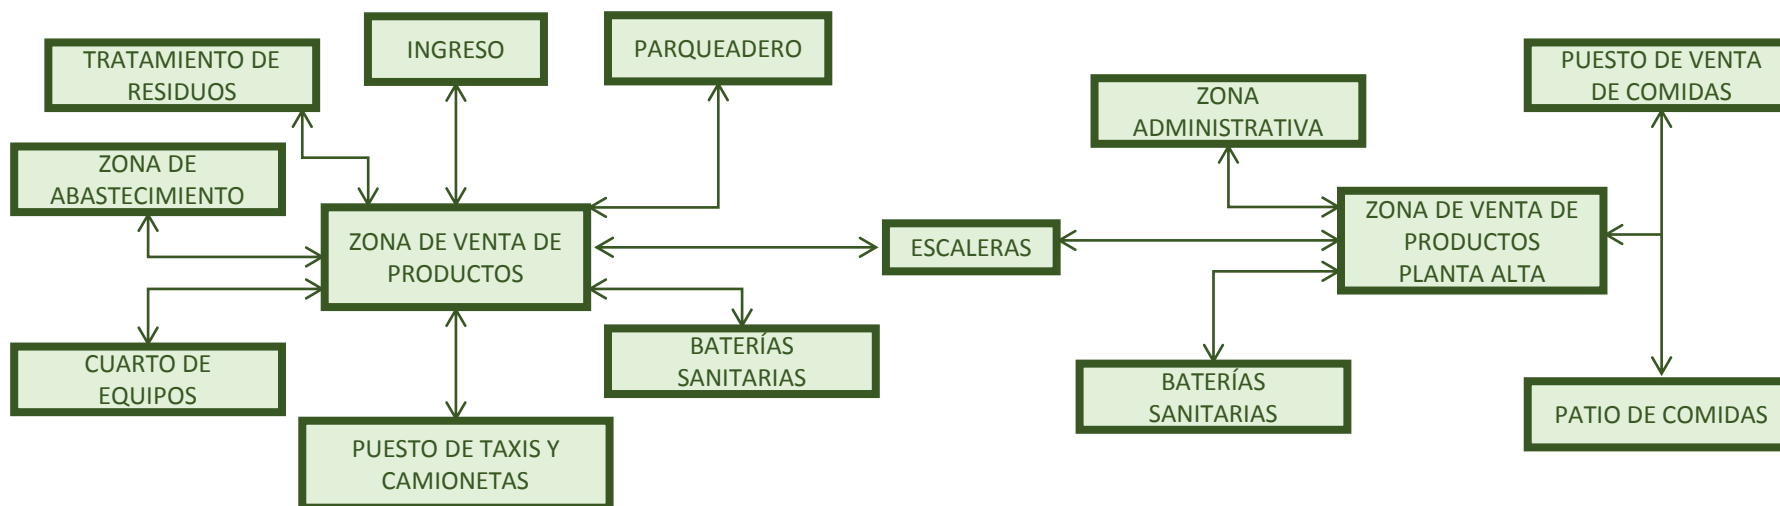 TRATAMIENTO DE
RESIDUOS
INGRESO
PARQUEADERO
ZONA DE
ABASTECIMIENTO
ZONA DE VENTA DE
PRODUCTOS
CUARTO DE
EQUIPOS
PUESTO DE TAXIS Y
CAMIONETAS
BATERÍAS
SANITARIAS
ESCALERAS
ZONA
ADMINISTRATIVA
ZONA DE VENTA DE
PRODUCTOS
PLANTA ALTA
BATERÍAS
SANITARIAS
PUESTO DE VENTA
DE COMIDAS
PATIO DE COMIDAS